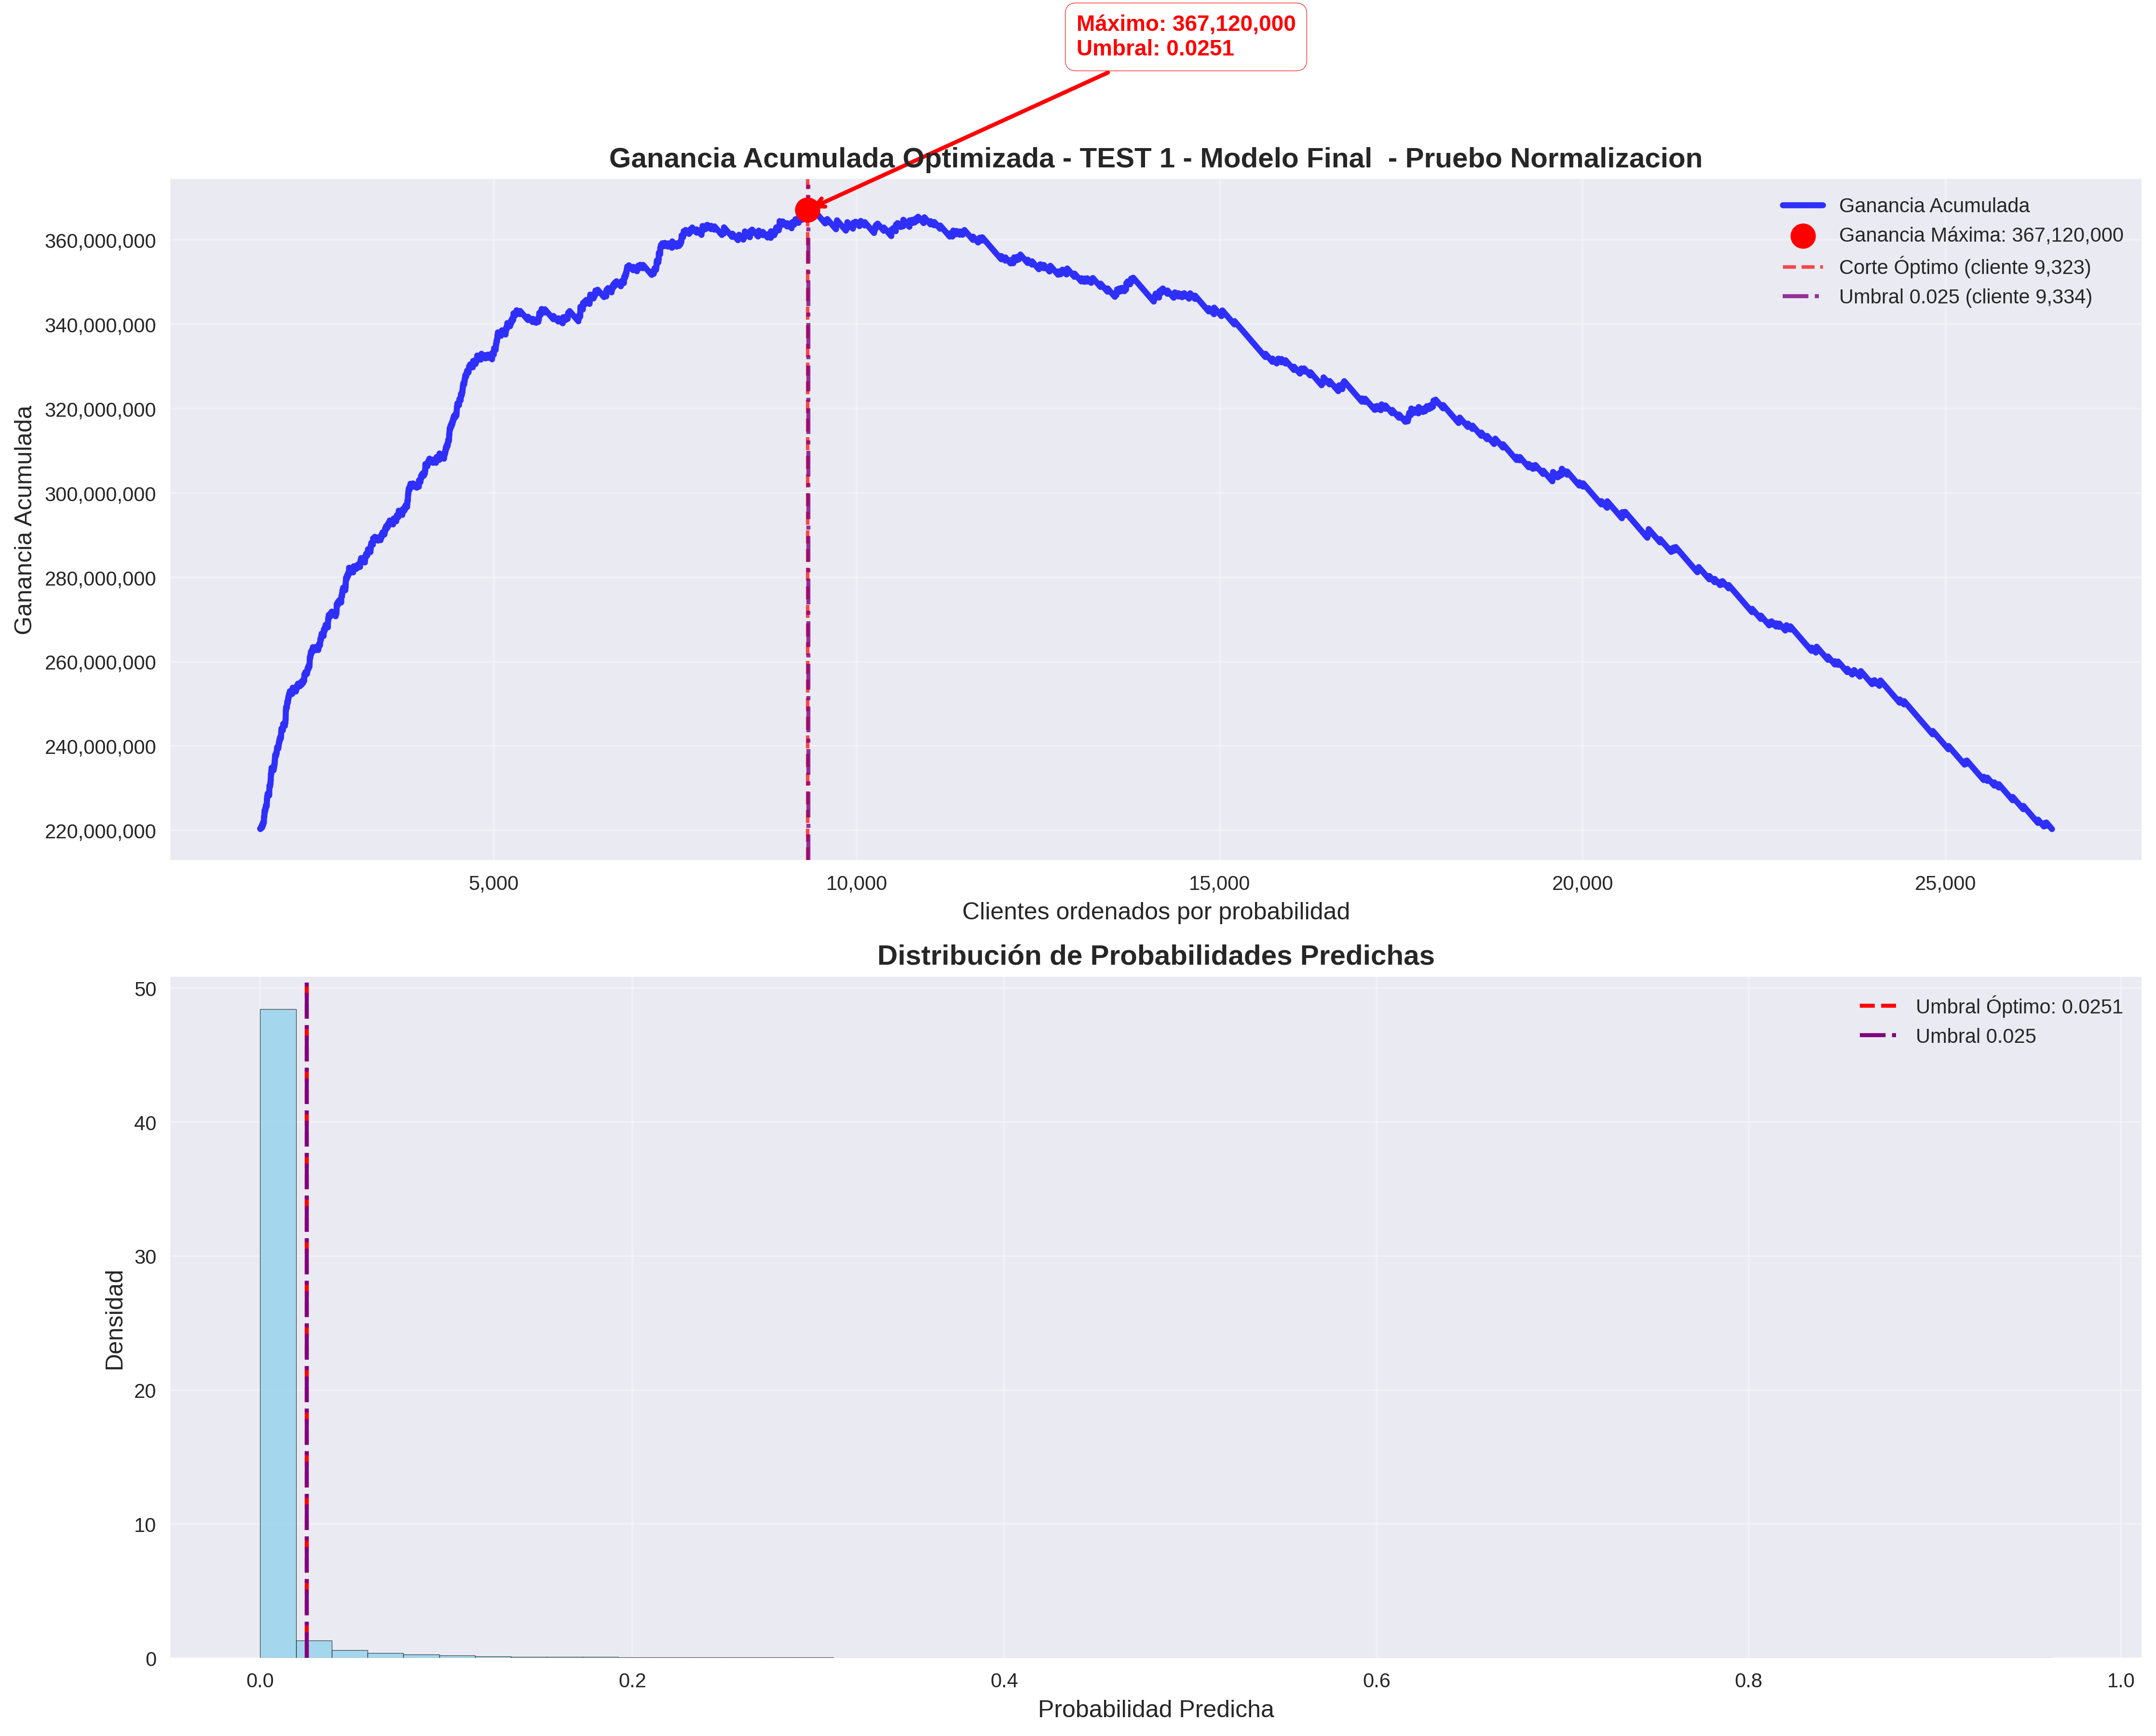 Máximo: 367,120,000
Umbral: 0.0251
Ganancia Acumulada Optimizada - TEST 1 - Modelo Final  - Pruebo Normalizacion
Ganancia Acumulada
Ganancia Máxima: 367,120,000
Corte Óptimo (cliente 9,323)
Umbral 0.025 (cliente 9,334)
Ganancia Acumulada
360,000,000
340,000,000
320,000,000
300,000,000
280,000,000
260,000,000
240,000,000
220,000,000
5,000
10,000
15,000
20,000
25,000
Clientes ordenados por probabilidad
Distribución de Probabilidades Predichas
Umbral Óptimo: 0.0251
Umbral 0.025
Densidad
50
40
30
20
10
0
0.0
0.2
0.4
0.6
0.8
1.0
Probabilidad Predicha